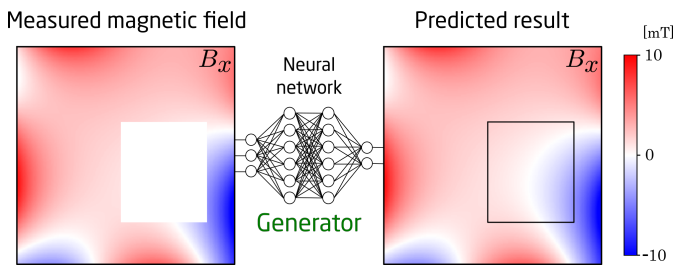 Measured magnetic field
Predicted result
[mT]
Bx
Neural
network
Generator
Bx
10
0
-10